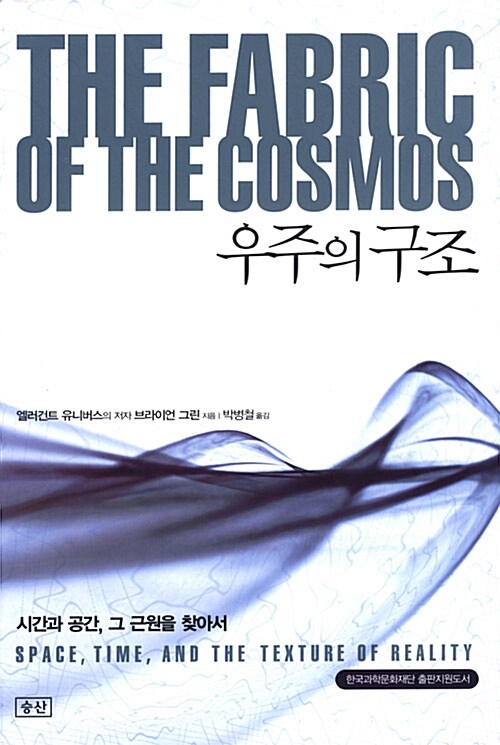 THE FABRIC
OF THE COSMOS
우주의 구조
엘러건트 유니버스의 저자 브라이언 그린 지음 | 박병철 옮김
시간과 공간, 그 근원을 찾아서
SPACE, TIME, AND THE TEXTURE OF REALITY
한국과학문화재단 출판지원도서
승산